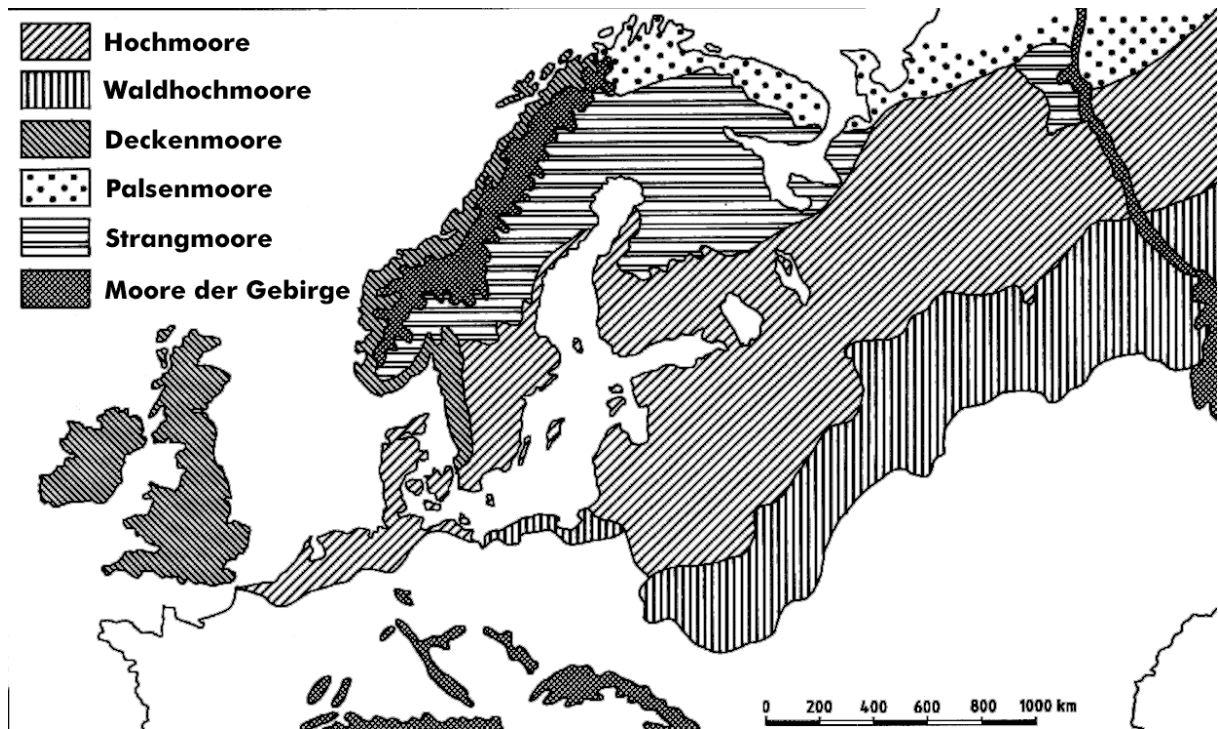 Hochmoore
Waldhochmoore
Deckenmoore
Palsenmoore
Strangmoore
Moore der Gebirge
0 200 400 600 800 1000 km